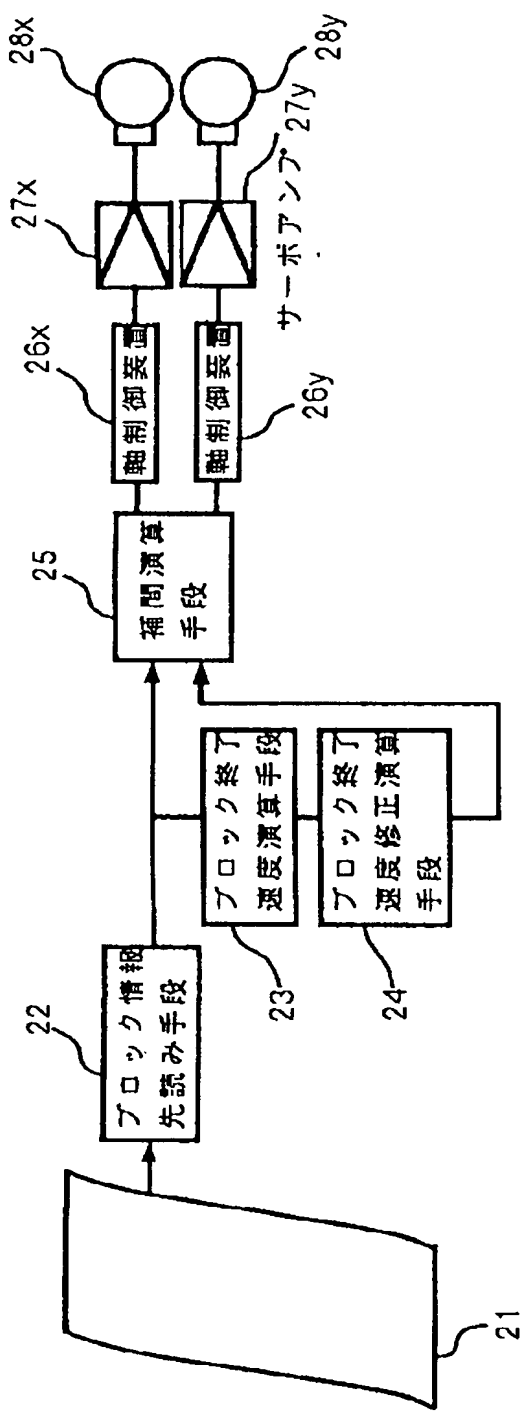 21
22
ブロック情報
先読み手段
23
ブロック終了
速度演算手段
24
ブロック終了
速度修正演算
手段
25
補間演算
手段
26x
軸制御装置
軸制御装置
26y
27x
27y
サーボアンプ
28x
28y